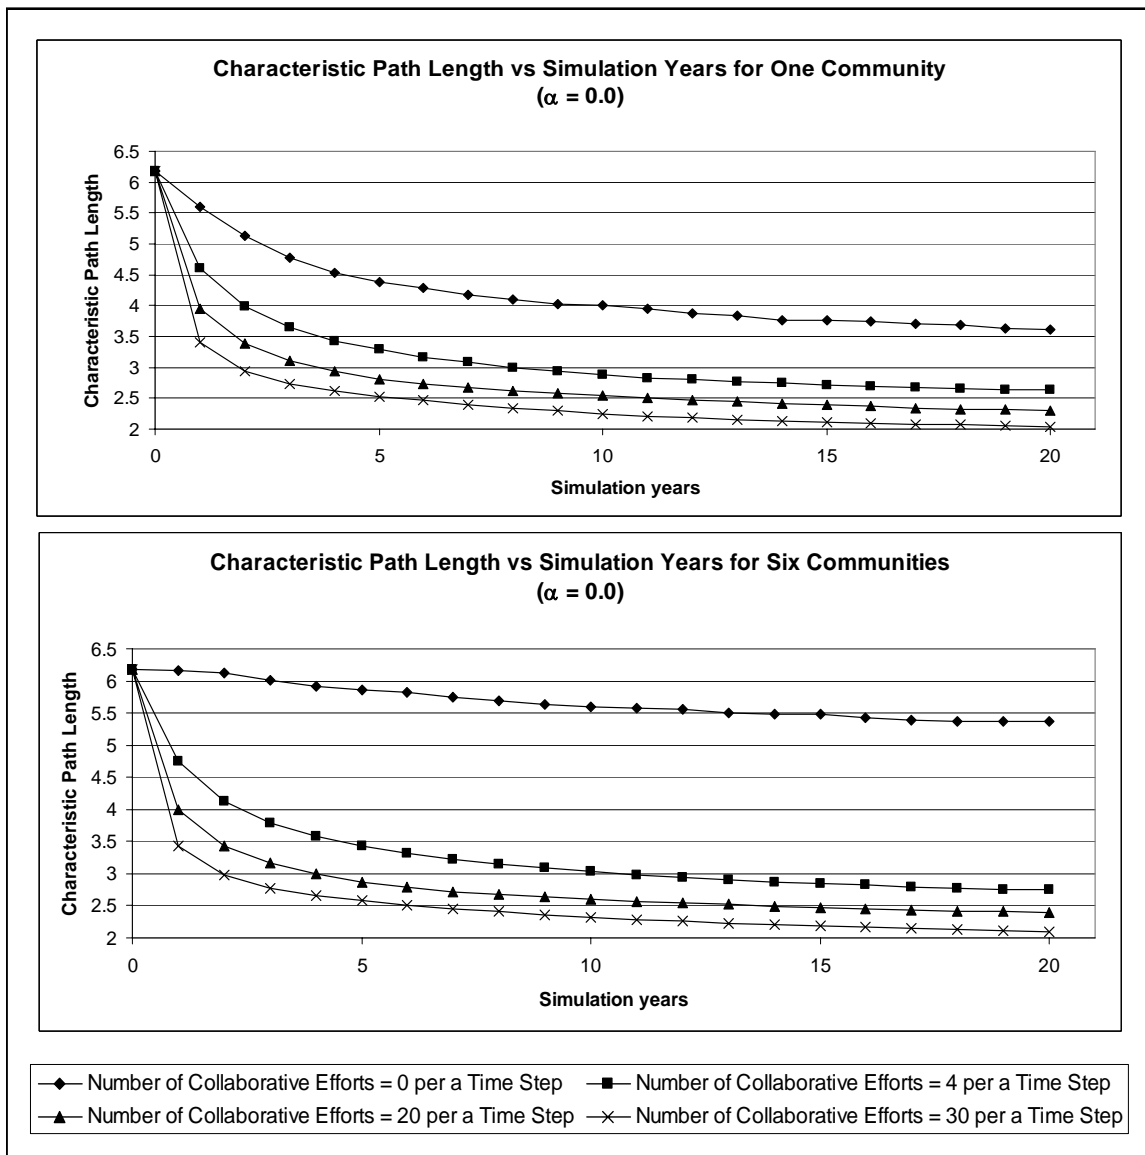 Characteristic Path Length vs Simulation Years for One Community
(α = 0.0)
Characteristic Path Length
6.5
6
5.5
5
4.5
4
3.5
3
2.5
2
0 5 10 15 20
Simulation years
Characteristic Path Length vs Simulation Years for Six Communities
(α = 0.0)
Characteristic Path Length
6.5
6
5.5
5
4.5
4
3.5
3
2.5
2
0 5 10 15 20
Simulation years
Number of Collaborative Efforts = 0 per a Time Step Number of Collaborative Efforts = 4 per a Time Step
Number of Collaborative Efforts = 20 per a Time Step Number of Collaborative Efforts = 30 per a Time Step